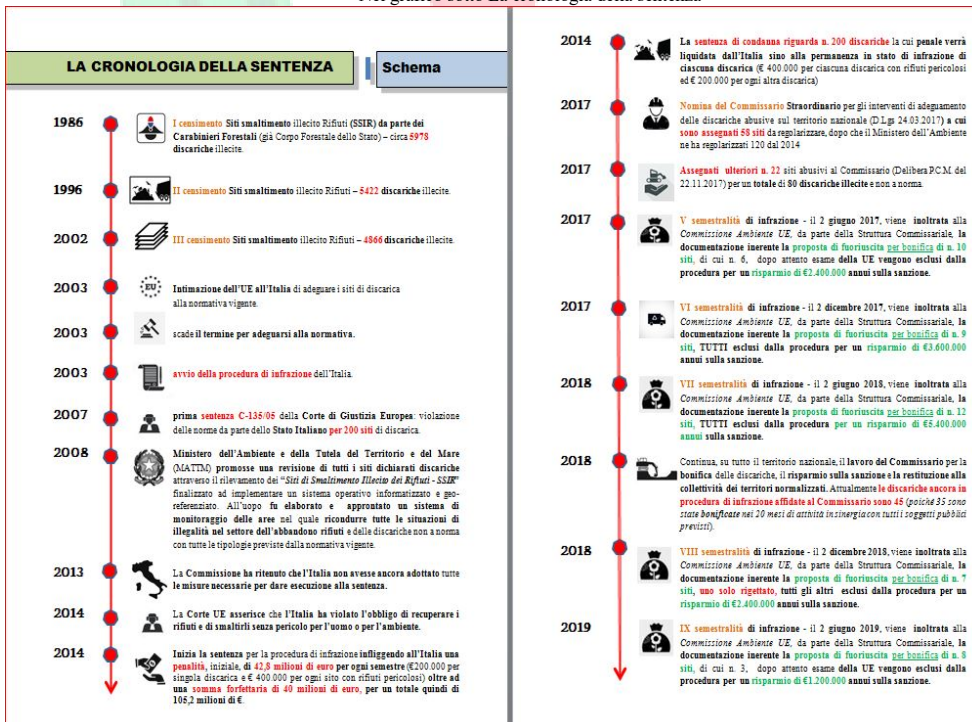 Nel grafico sotto La cronologia della sentenza
LA CRONOLOGIA DELLA SENTENZA
Schema
1986
I censimento Siti smaltimento illecito Rifiuti (SSIR) da parte dei
Carabinieri Forestali (già Corpo Forestale dello Stato) – circa 5978
discariche illecite.
1996
II censimento Siti smaltimento illecito Rifiuti – 5422 discariche illecite.
2002
III censimento Siti smaltimento illecito Rifiuti – 4866 discariche illecite.
2003
EU
Intimazione dell'UE all'Italia di adeguare i siti di discarica
alla normativa vigente.
2003
scade il termine per adeguarsi alla normativa.
2003
avvio della procedura di infrazione dell'Italia.
2007
prima sentenza C-135/05 della Corte di Giustizia Europea: violazione
delle norme da parte dello Stato Italiano per 200 siti di discarica.
2008
Ministero dell'Ambiente e della Tutela del Territorio e del Mare
(MATTM) promosse una revisione di tutti i siti dichiarati discariche
attraverso il rilevamento dei "Siti di Smaltimento Illecito dei Rifiuti - SSIR"
finalizzato ad implementare un sistema operativo informatizzato e geo-
referenziato. All'uopo fu elaborato e approntato un sistema di
monitoraggio delle aree nel quale ricondurre tutte le situazioni di
illegalità nel settore dell'abbandono rifiuti e delle discariche non a norma
con tutte le tipologie previste dalla normativa vigente.
2013
La Commissione ha ritenuto che l'Italia non avesse ancora adottato tutte
le misure necessarie per dare esecuzione alla sentenza.
2014
La Corte UE asserisce che l'Italia ha violato l'obbligo di recuperare i
rifiuti e di smaltirli senza pericolo per l'uomo o per l'ambiente.
2014
Inizia la sentenza per la procedura di infrazione infliggendo all'Italia una
penalità, iniziale, di 42,8 milioni di euro per ogni semestre (€200.000 per
singola discarica e € 400.000 per ogni sito con rifiuti pericolosi) oltre ad
una somma forfettaria di 40 milioni di euro, per un totale quindi di
105,2 milioni di €.
2014
La sentenza di condanna riguarda n. 200 discariche la cui penale verrà
liquidata dall'Italia sino alla permanenza in stato di infrazione di
ciascuna discarica (€ 400.000 per ciascuna discarica con rifiuti pericolosi
ed € 200.000 per ogni altra discarica)
2017
Nomina del Commissario Straordinario per gli interventi di adeguamento
delle discariche abusive sul territorio nazionale (D.Lgs 24.03.2017) a cui
sono assegnati 58 siti da regolarizzare, dopo che il Ministero dell'Ambiente
ne ha regolarizzati 120 dal 2014
2017
Assegnati ulteriori n. 22 siti abusivi al Commissario (Delibera P.C.M. del
22.11.2017) per un totale di 80 discariche illecite e non a norma.
2017
V semestralità di infrazione - il 2 giugno 2017, viene inoltrata alla
Commissione Ambiente UE, da parte della Struttura Commissariale, la
documentazione inerente la proposta di fuoriuscita per bonifica di n. 10
siti, di cui n. 6, dopo attento esame della UE vengono esclusi dalla
procedura per un risparmio di €2.400.000 annui sulla sanzione.
2017
VI semestralità di infrazione - il 2 dicembre 2017, viene inoltrata alla
Commissione Ambiente UE, da parte della Struttura Commissariale, la
documentazione inerente la proposta di fuoriuscita per bonifica di n. 9
siti, TUTTI esclusi dalla procedura per un risparmio di €3.600.000
annui sulla sanzione.
2018
VII semestralità di infrazione - il 2 giugno 2018, viene inoltrata alla
Commissione Ambiente UE, da parte della Struttura Commissariale, la
documentazione inerente la proposta di fuoriuscita per bonifica di n. 12
siti, TUTTI esclusi dalla procedura per un risparmio di €5.400.000
annui sulla sanzione.
2018
Continua, su tutto il territorio nazionale, il lavoro del Commissario per la
bonifica delle discariche, il risparmio sulla sanzione e la restituzione alla
collettività dei territori normalizzati. Attualmente le discariche ancora in
procedura di infrazione affidate al Commissario sono 45 (poiché 35 sono
state bonificate nei 20 mesi di attività in sinergia con tutti i soggetti pubblici
previsti).
2018
VIII semestralità di infrazione - il 2 dicembre 2018, viene inoltrata alla
Commissione Ambiente UE, da parte della Struttura Commissariale, la
documentazione inerente la proposta di fuoriuscita per bonifica di n. 7
siti, uno solo rigettato, tutti gli altri esclusi dalla procedura per un
risparmio di €2.400.000 annui sulla sanzione.
2019
IX semestralità di infrazione - il 2 giugno 2019, viene inoltrata alla
Commissione Ambiente UE, da parte della Struttura Commissariale, la
documentazione inerente la proposta di fuoriuscita per bonifica di n. 8
siti, di cui n. 3, dopo attento esame della UE vengono esclusi dalla
procedura per un risparmio di €1.200.000 annui sulla sanzione.